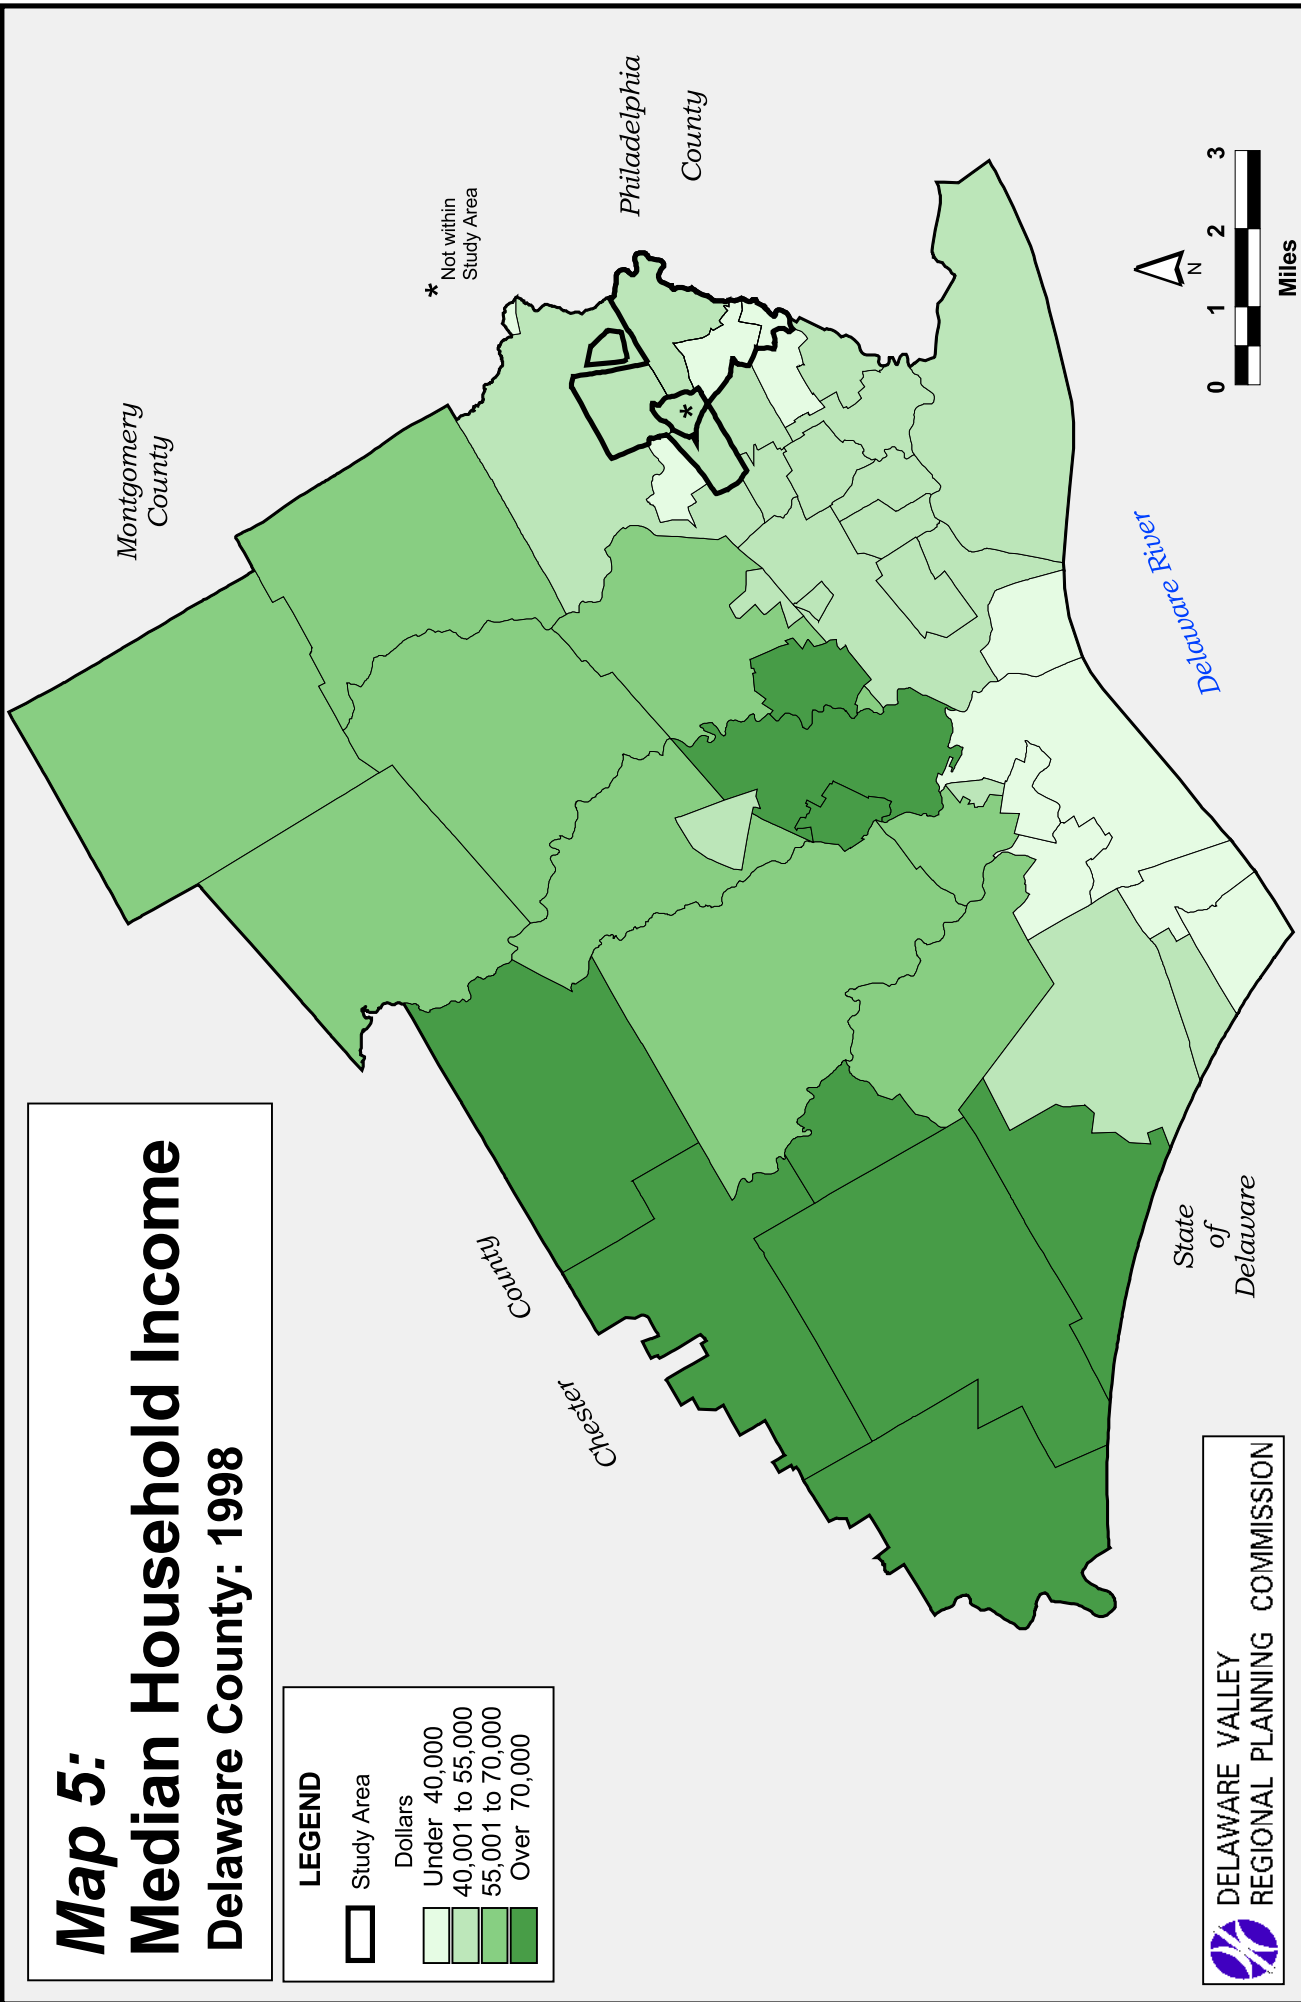 Map 5:
Median Household Income
Delaware County: 1998
LEGEND
Study Area
Dollars
Under 40,000
40,001 to 55,000
55,001 to 70,000
Over 70,000
Montgomery
County
* Not within
Study Area
Philadelphia
County
*
Chester
County
Delaware River
State
of
Delaware
N
0 1 2 3
Miles
DELAWARE VALLEY
REGIONAL PLANNING COMMISSION